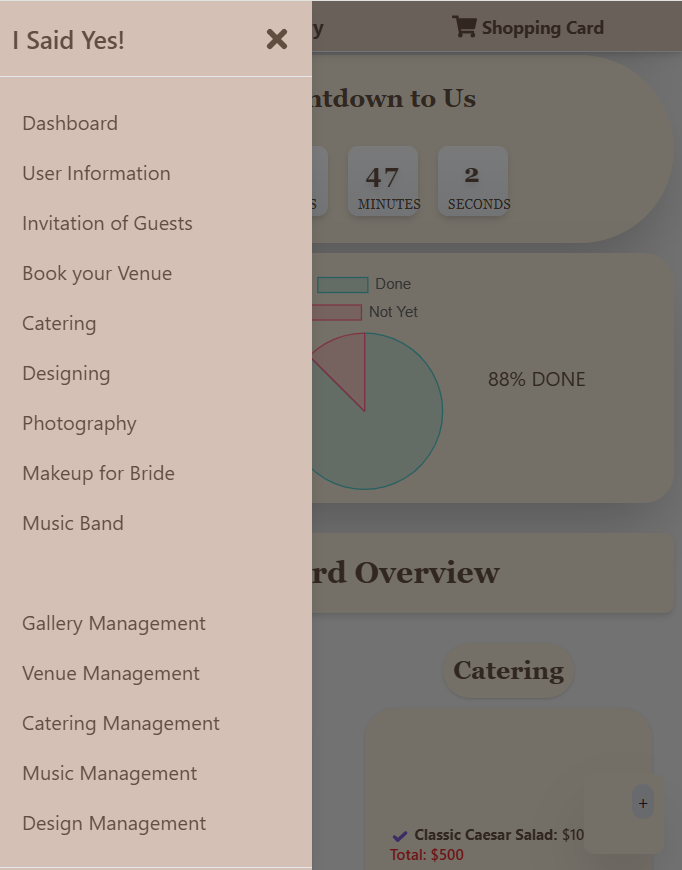 I Said Yes!
Dashboard
User Information
Invitation of Guests
Book your Venue
Catering
Designing
Photography
Makeup for Bride
Music Band
Gallery Management
Venue Management
Catering Management
Music Management
Design Management
y
Shopping Card
ntdown to Us
47
2
S
MINUTES
SECONDS
Done
Not Yet
88% DONE
rd Overview
Catering
+
Classic Caesar Salad: $10
Total: $500